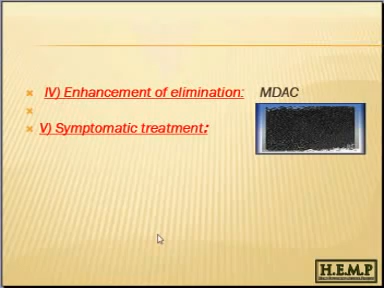 IV) Enhancement of elimination: MDAC
V) Symptomatic treatment:
H.E.M.P